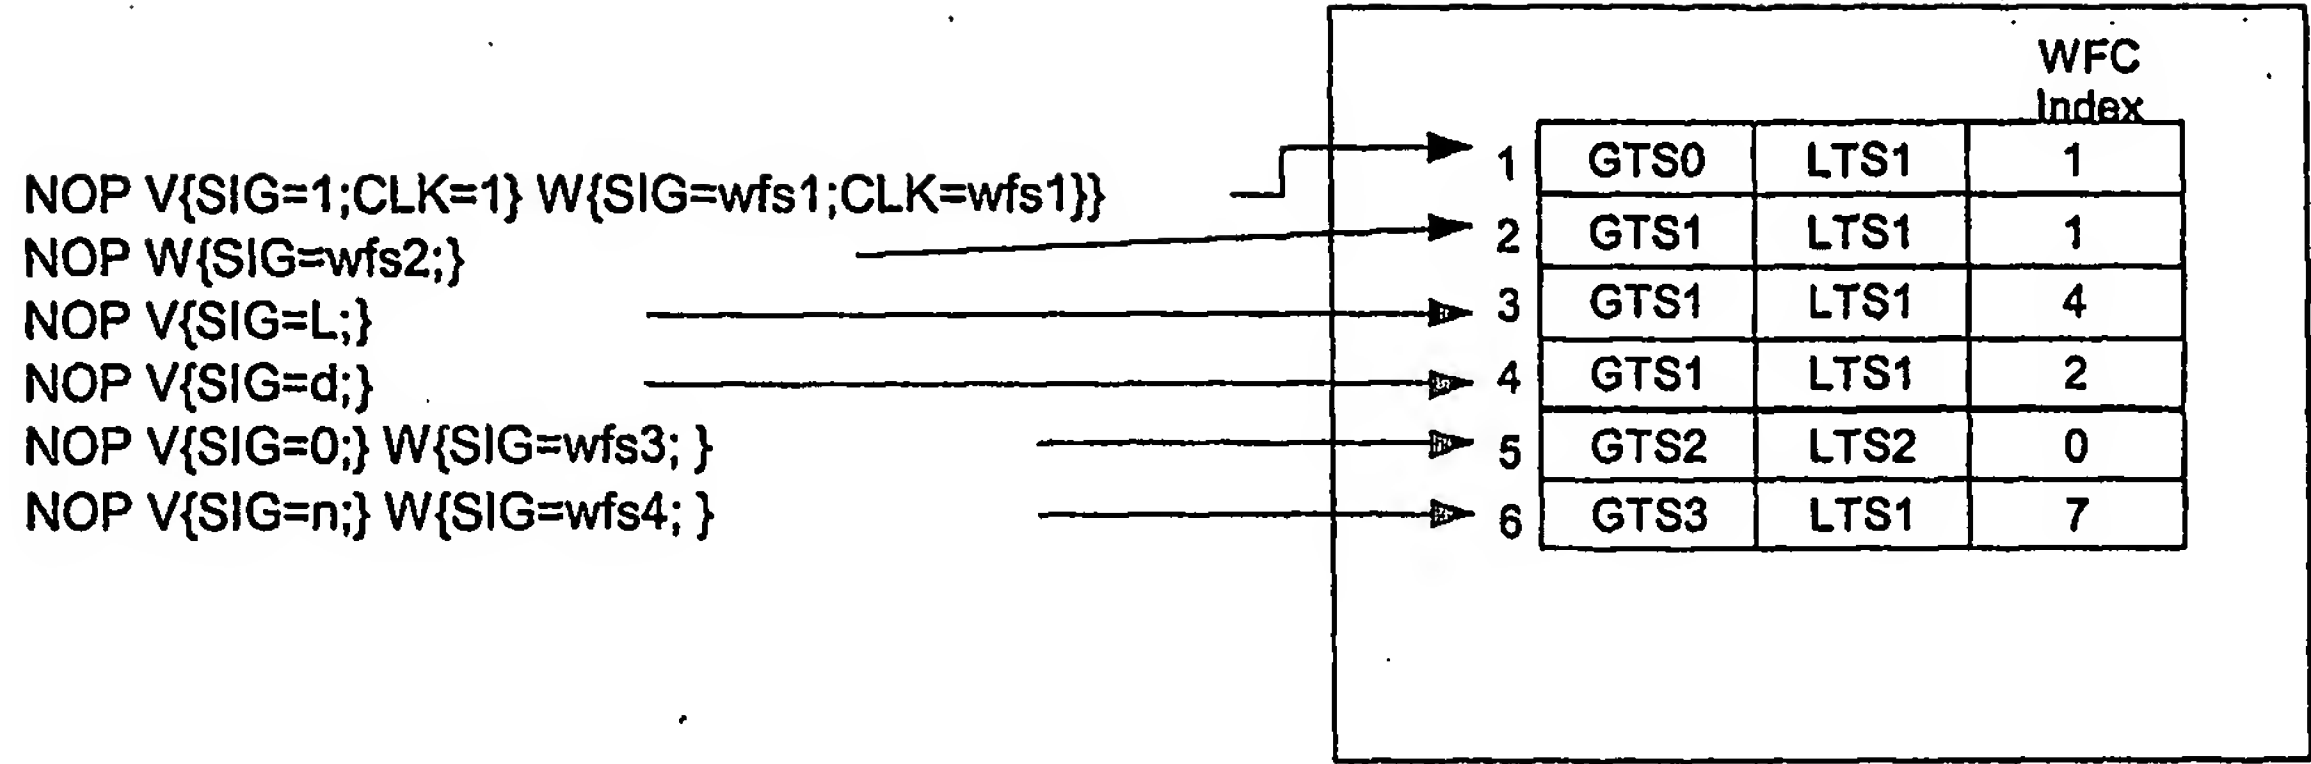 WFC
Index
NOP V{SIG=1;CLK=1} W{SIG=wfs1;CLK=wfs1}}
NOP W{SIG=wfs2;}
NOP V{SIG=L;}
NOP V{SIG=d;}
NOP V{SIG=0;} W{SIG=wfs3; }
NOP V{SIG=n;} W{SIG=wfs4; }
1 GTS0 LTS1 1
2 GTS1 LTS1 1
3 GTS1 LTS1 4
4 GTS1 LTS1 2
5 GTS2 LTS2 0
6 GTS3 LTS1 7